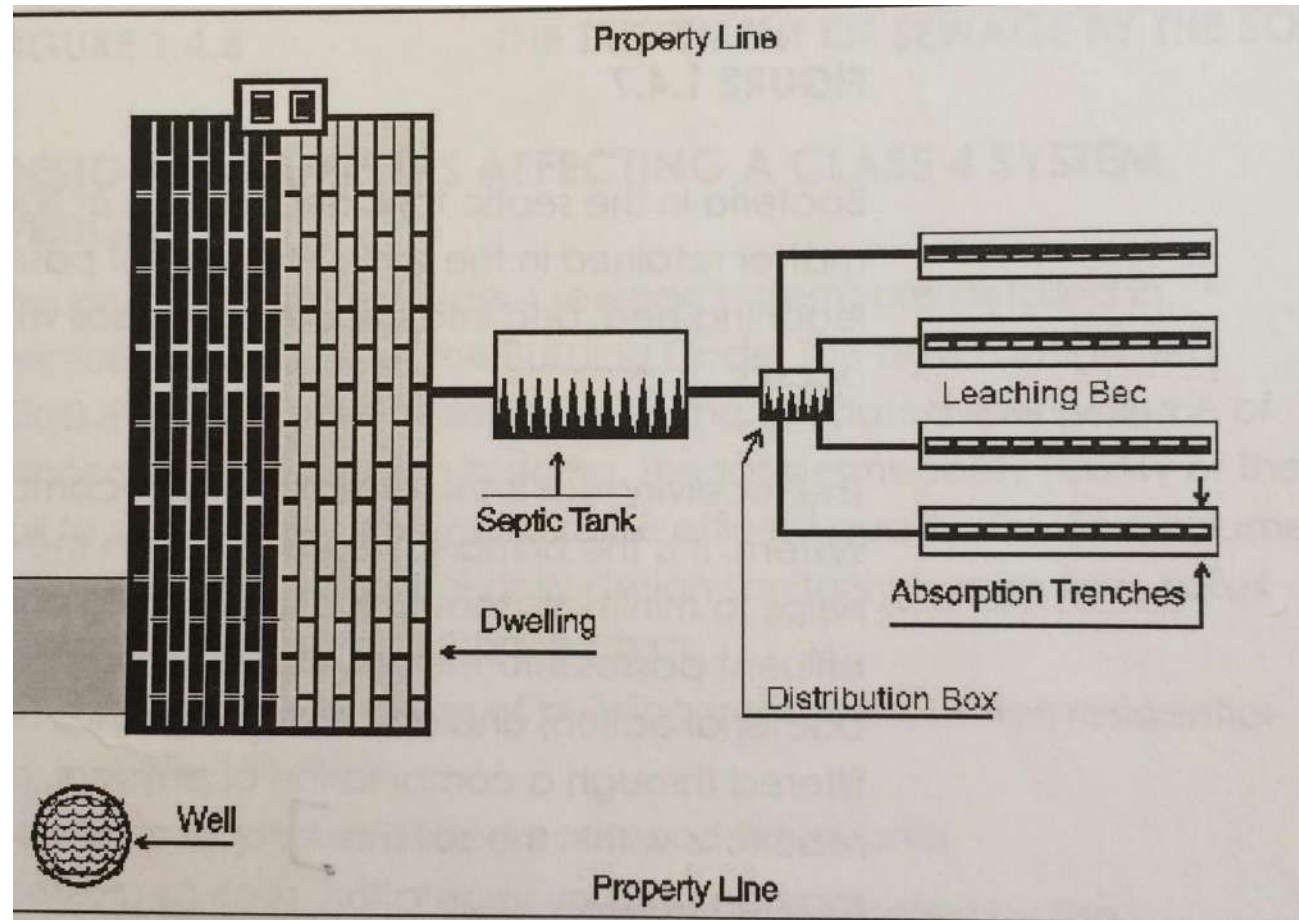 Property Line
Leaching Bec
Septic Tank
Absorption Trenches
Dwelling
Distribution Box
Well
Property Line